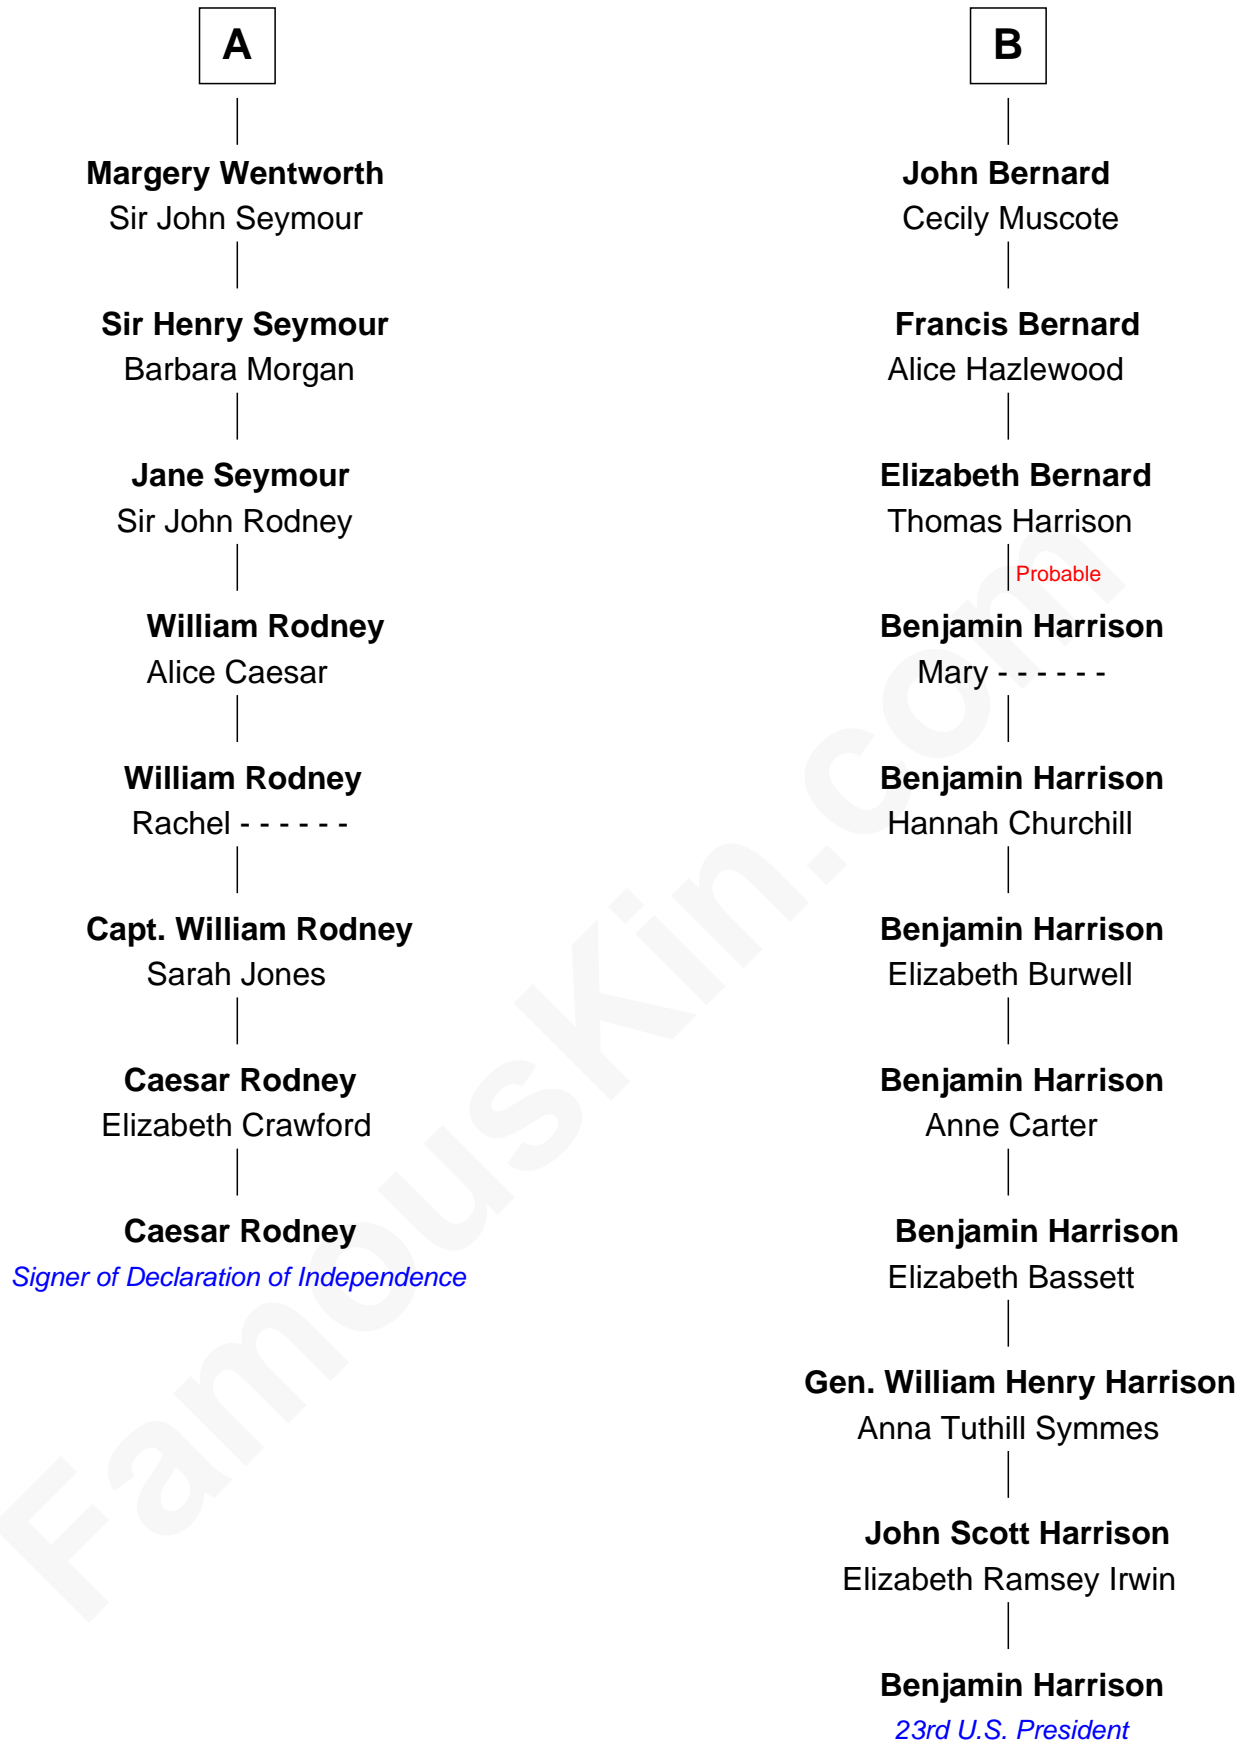 A
Margery Wentworth
Sir John Seymour
Sir Henry Seymour
Barbara Morgan
Jane Seymour
Sir John Rodney
William Rodney
Alice Caesar
William Rodney
Rachel - - - - - -
Capt. William Rodney
Sarah Jones
Caesar Rodney
Elizabeth Crawford
Caesar Rodney
Signer of Declaration of Independence
B
John Bernard
Cecily Muscote
Francis Bernard
Alice Hazlewood
Elizabeth Bernard
Thomas Harrison
Probable
Benjamin Harrison
Mary - - - - - -
Benjamin Harrison
Hannah Churchill
Benjamin Harrison
Elizabeth Burwell
Benjamin Harrison
Anne Carter
Benjamin Harrison
Elizabeth Bassett
Gen. William Henry Harrison
Anna Tuthill Symmes
John Scott Harrison
Elizabeth Ramsey Irwin
Benjamin Harrison
23rd U.S. President
FamousKin.com